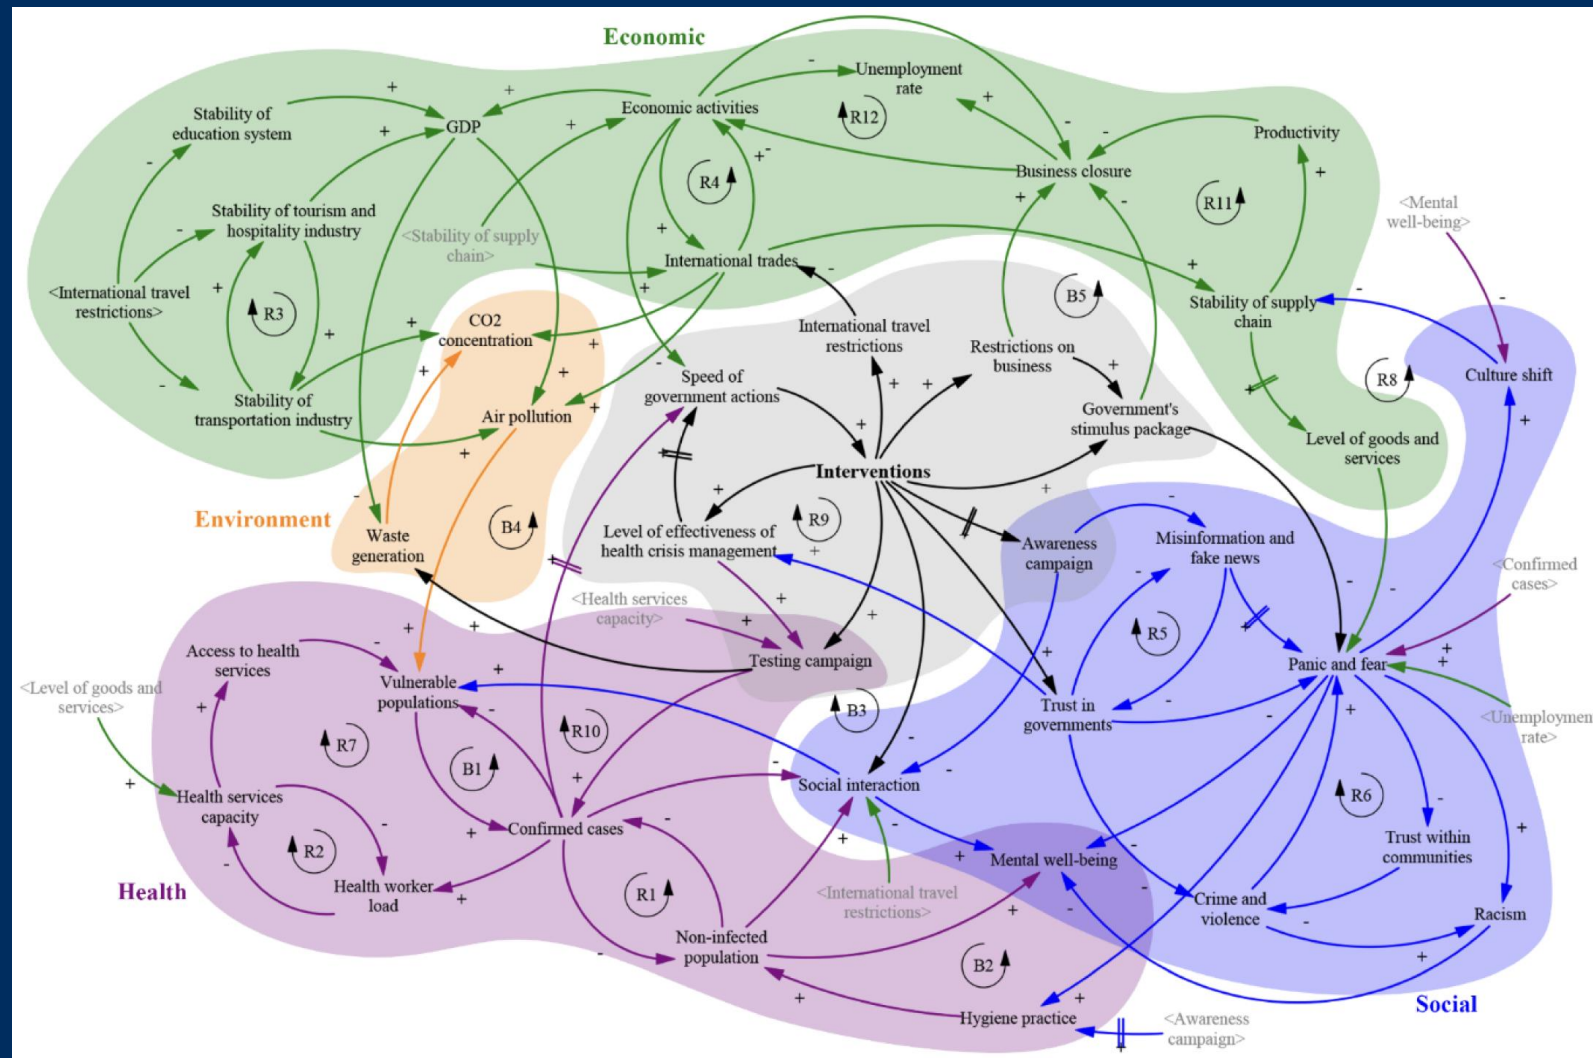 Economic
Unemployment
rate
Stability of
education system
GDP
Economic activities
R12
Productivity
Business closure
R4
R11
Stability of tourism and
hospitality industry
<Stability of supply
chain>
<Mental
well-being>
International trades
<International travel
restrictions>
R3
B5
Stability of supply
chain
CO2
concentration
International travel
restrictions
Restrictions on
business
R8
Culture shift
Speed of
government actions
Stability of
transportation industry
Air pollution
Government's
stimulus package
Level of goods and
services
Interventions
Environment
B4
R9
Waste
generation
Level of effectiveness of
health crisis management
Awareness
campaign
Misinformation and
fake news
<Confirmed
cases>
<Health services
capacity>
R5
Access to health
services
Testing campaign
Panic and fear
<Level of goods and
services>
Vulnerable
populations
B3
Trust in
governments
<Unemployment
rate>
R7
R10
B1
Social interaction
R6
Health services
capacity
Confirmed cases
Trust within
communities
R2
Mental well-being
Health
Health worker
load
R1
<International travel
restrictions>
Crime and
violence
Racism
Non-infected
population
B2
Social
Hygiene practice
<Awareness
campaign>